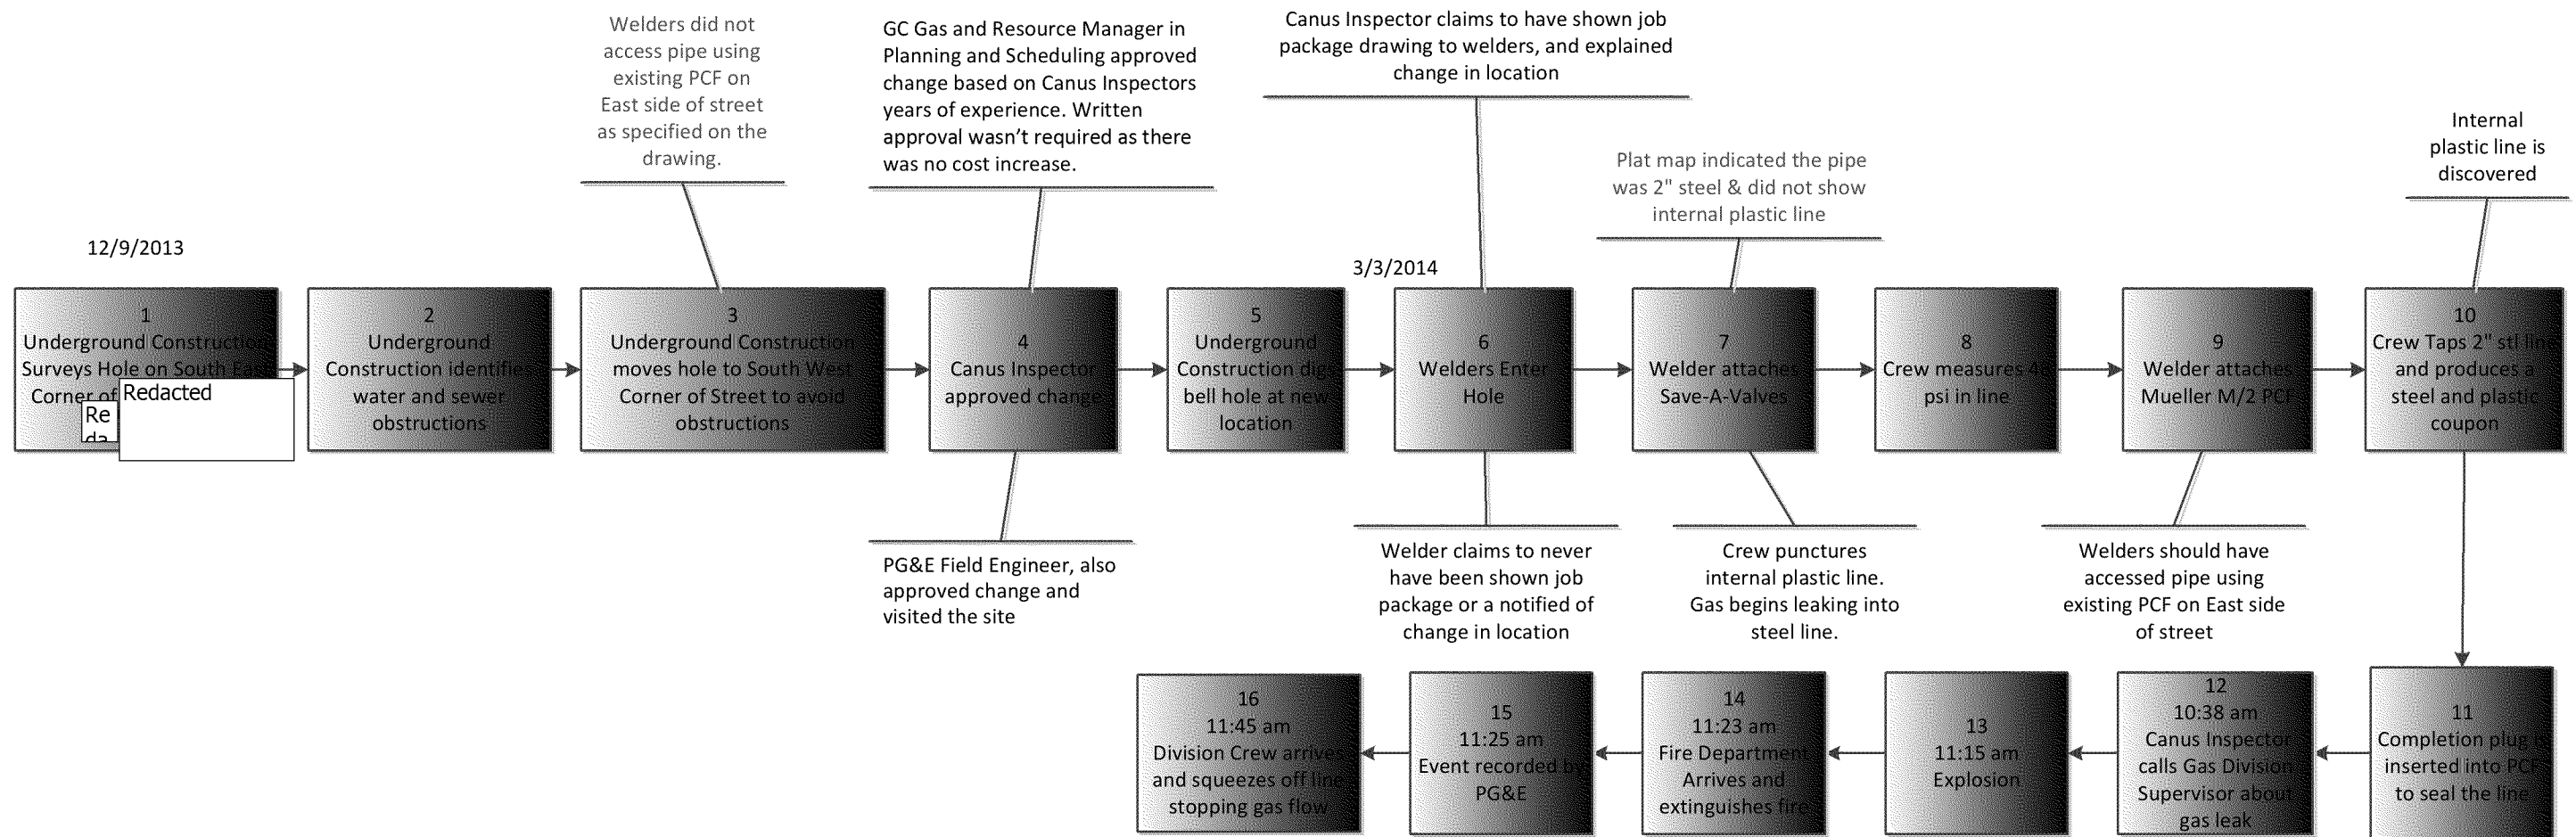 Welders did not
access pipe using
existing PCF on
East side of street
as specified on the
drawing.
GC Gas and Resource Manager in
Planning and Scheduling approved
change based on Canus Inspectors
years of experience. Written
approval wasn't required as there
was no cost increase.
Canus Inspector claims to have shown job
package drawing to welders, and explained
change in location
Plat map indicated the pipe
was 2" steel & did not show
internal plastic line
Internal
plastic line is
discovered
12/9/2013
3/3/2014
1
Underground Construction
Surveys Hole on South East
Corner of
Redacted
Re
da
2
Underground
Construction identifies
water and sewer
obstructions
3
Underground Construction
moves hole to South West
Corner of Street to avoid
obstructions
4
Canus Inspector
approved change
5
Underground
Construction digs
bell hole at new
location
6
Welders Enter
Hole
7
Welder attaches
Save-A-Valves
8
Crew measures
psi in line
9
Welder attaches
Mueller M/2 PCF
10
Crew Taps 2" stl line
and produces a
steel and plastic
coupon
PG&E Field Engineer, also
approved change and
visited the site
Welder claims to never
have been shown job
package or a notified of
change in location
Crew punctures
internal plastic line.
Gas begins leaking into
steel line.
Welders should have
accessed pipe using
existing PCF on East side
of street
11
Completion plug is
inserted into PCF
to seal the line
12
10:38 am
Canus Inspector
calls Gas Division
Supervisor about
gas leak
13
11:15 am
Explosion
14
11:23 am
Fire Department
Arrives and
extinguishes fire
15
11:25 am
Event recorded by
PG&E
16
11:45 am
Division Crew arrives
and squeezes off line
stopping gas flow